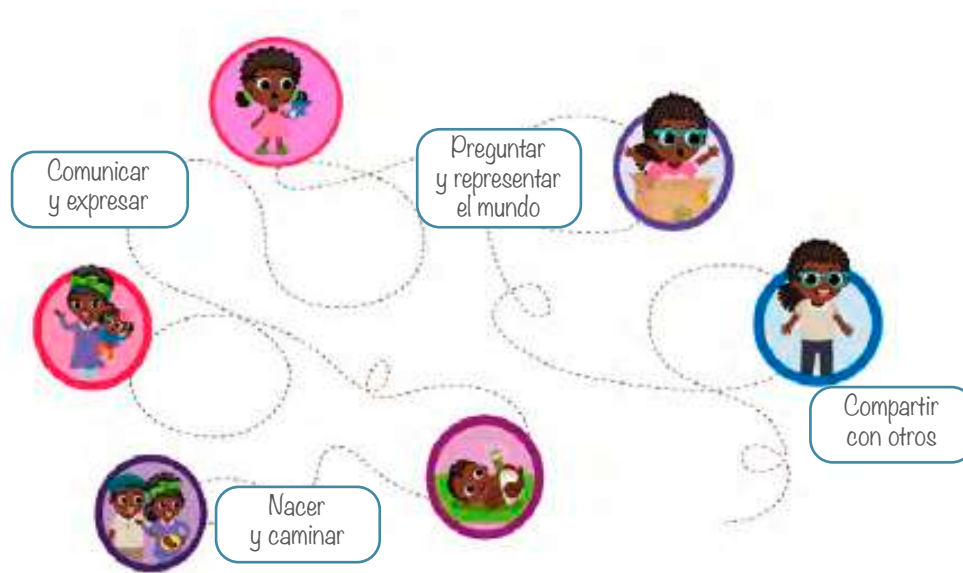 Preguntar
y representar
el mundo
Comunicar
y expresar
Compartir
con otros
Nacer
y caminar